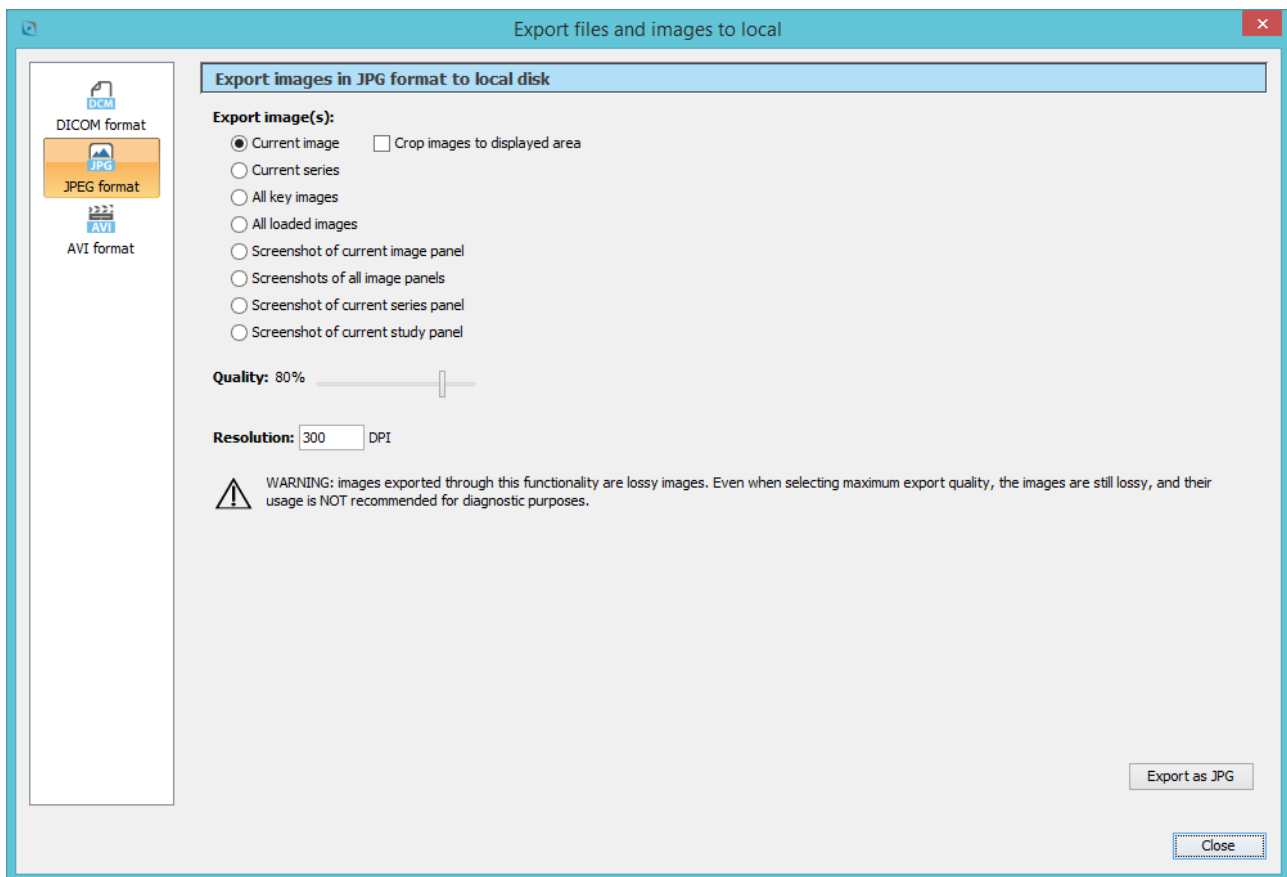 Export files and images to local
DCM
DICOM format
JPG
JPEG format
AVI
AVI format
Export images in JPG format to local disk
Export image(s):
Current image Crop images to displayed area
Current series
All key images
All loaded images
Screenshot of current image panel
Screenshots of all image panels
Screenshot of current series panel
Screenshot of current study panel
Quality: 80%
Resolution: 300 DPI
WARNING: images exported through this functionality are lossy images. Even when selecting maximum export quality, the images are still lossy, and their
usage is NOT recommended for diagnostic purposes.
Export as JPG
Close